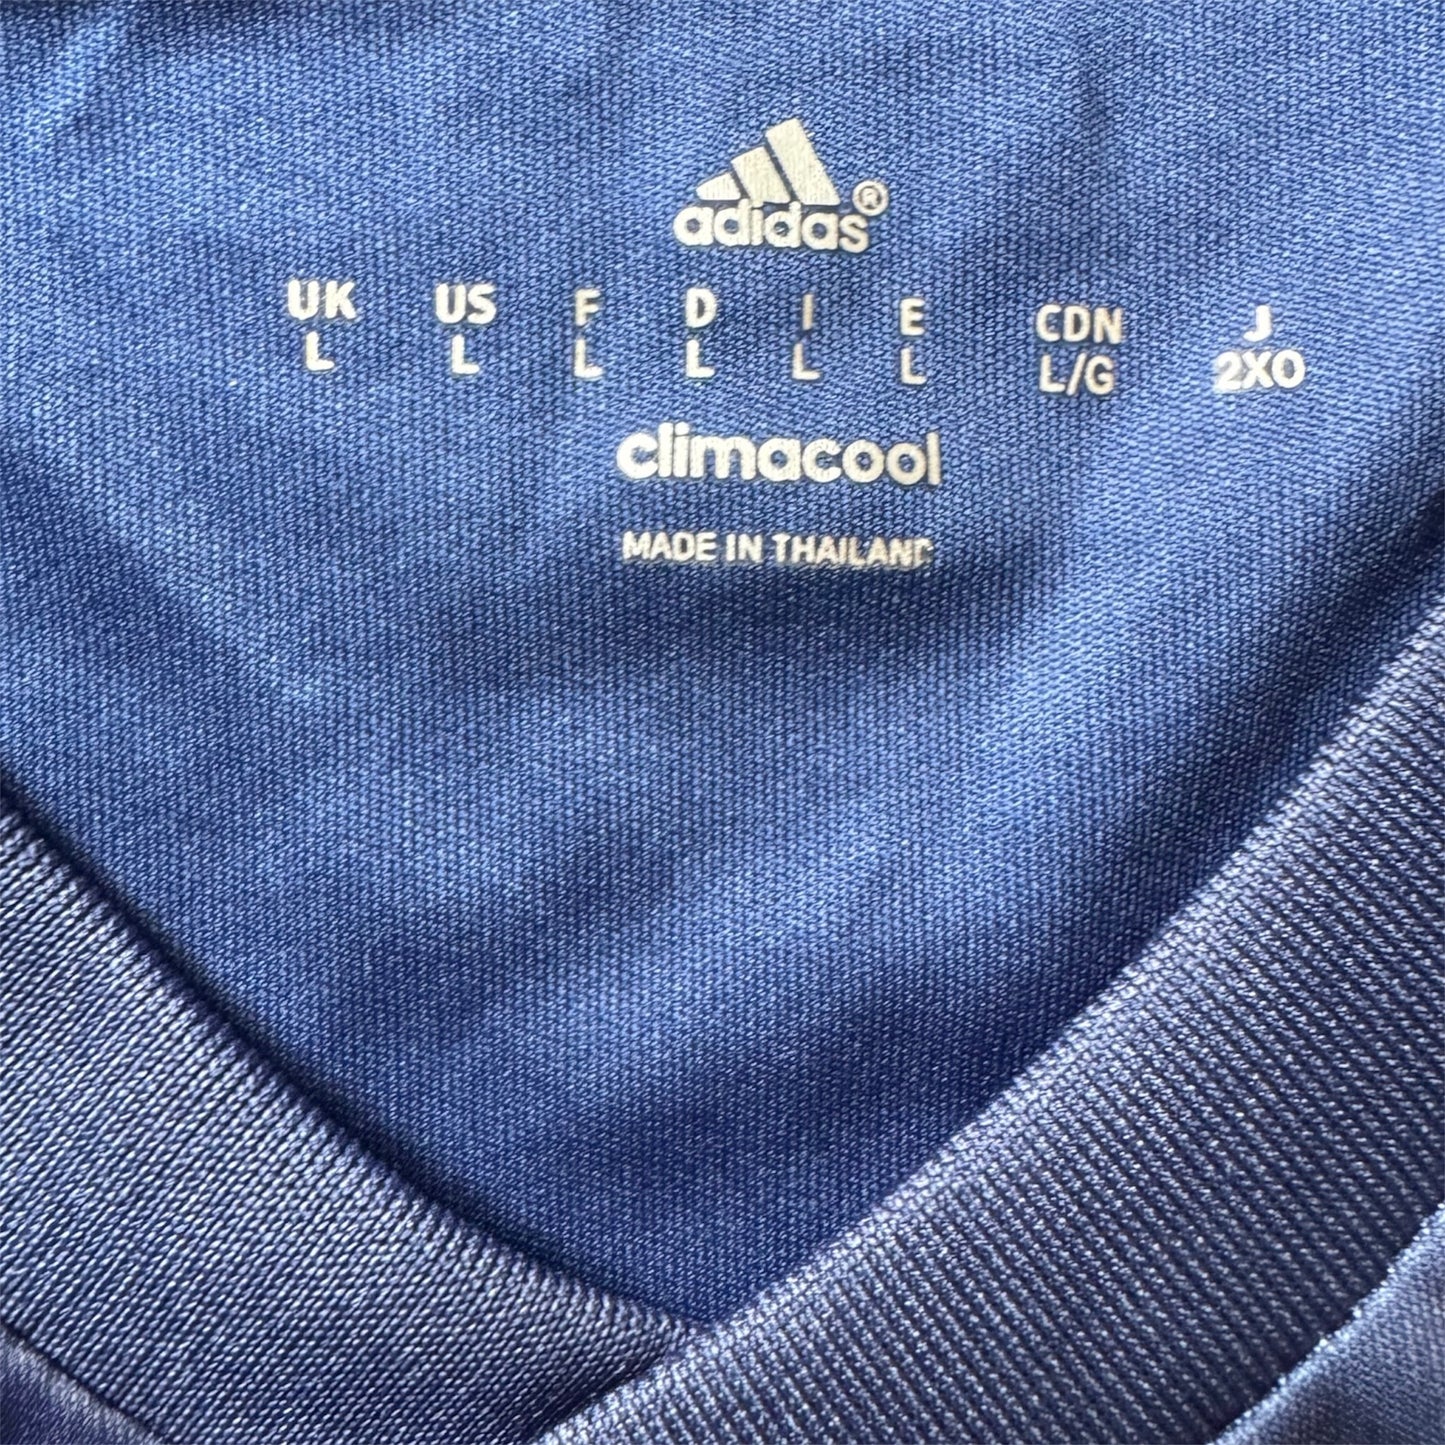 adidas®
UK US F D I E CDN J
L L L L L L L/G 2XO
climacool
MADE IN THAILAND